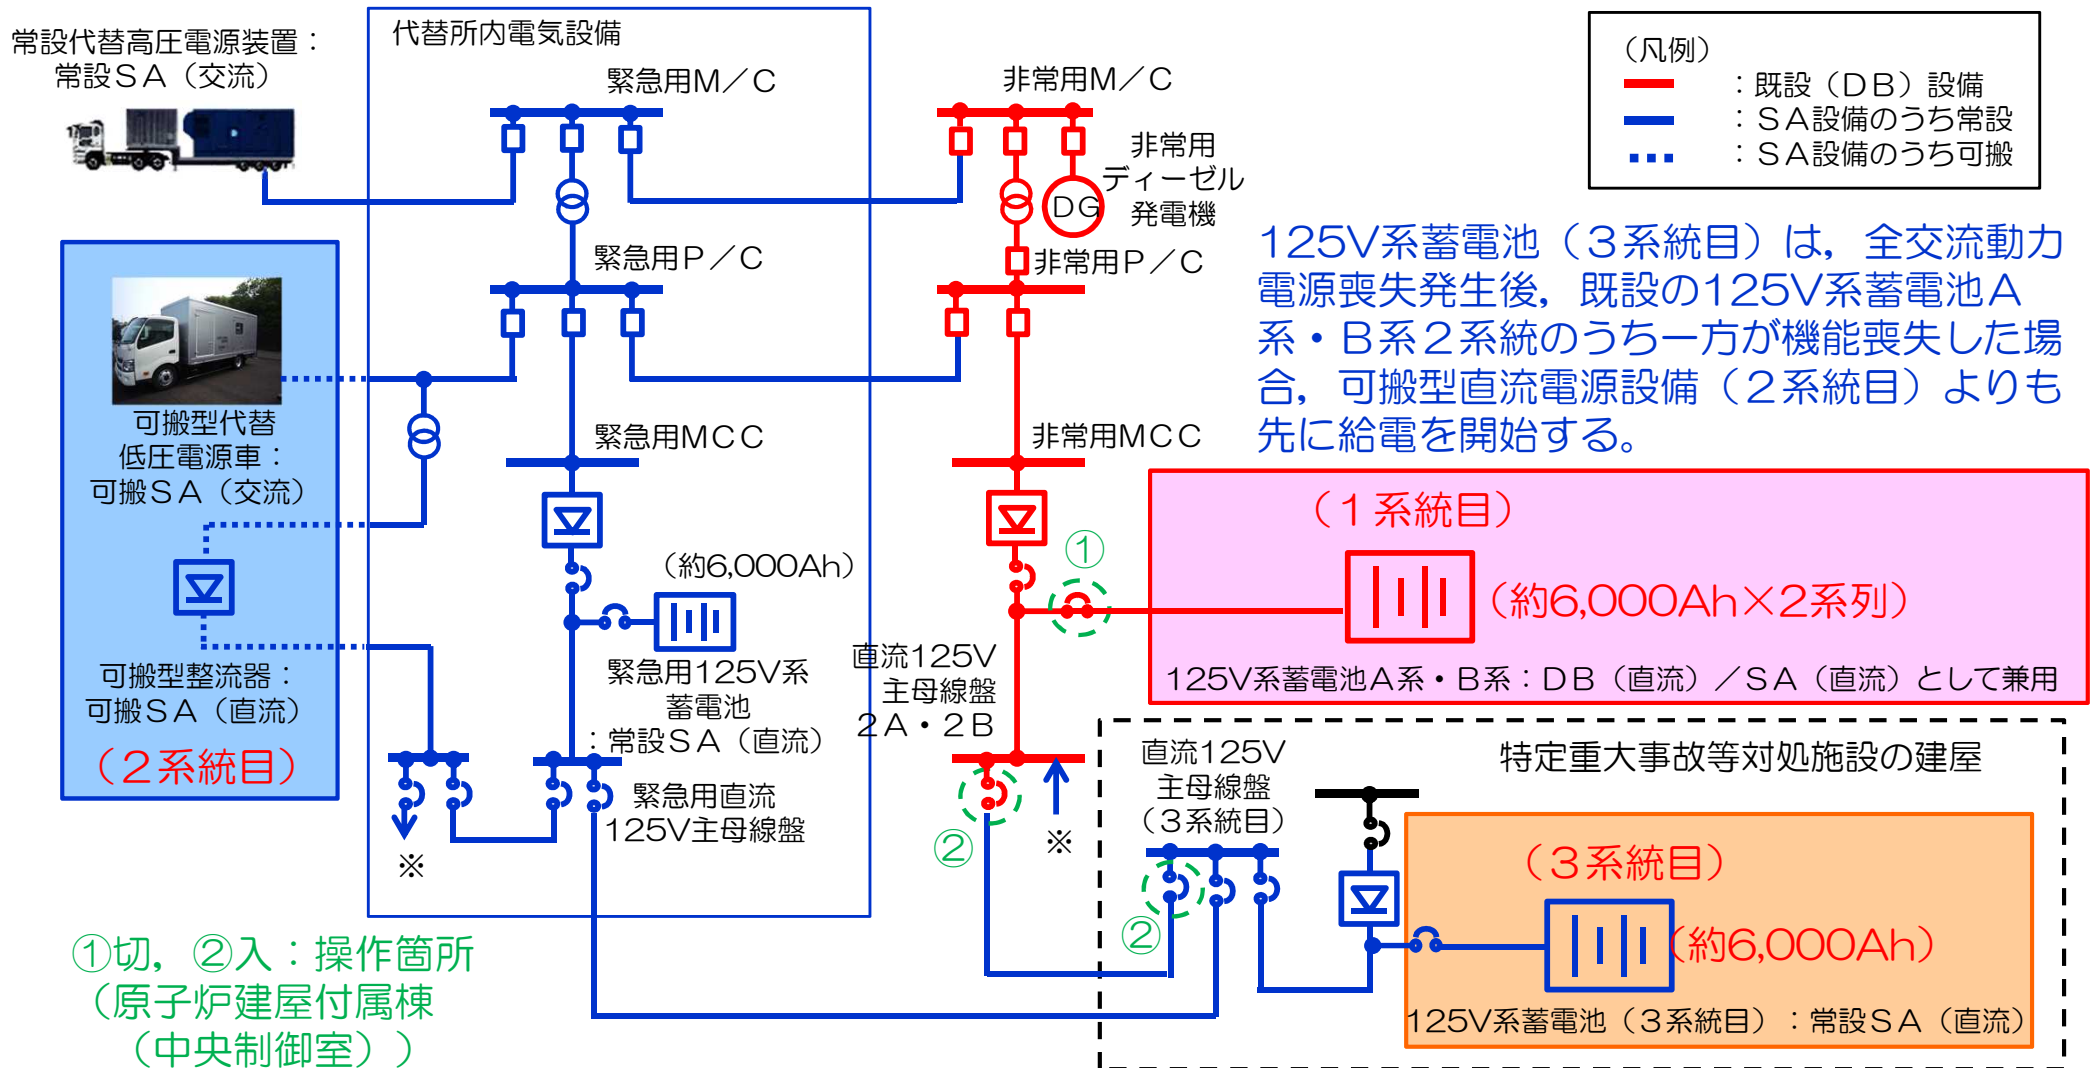 常設代替高圧電源装置：
常設ＳＡ（交流）
代替所内電気設備
緊急用Ｍ／Ｃ
非常用Ｍ／Ｃ
非常用
ディーゼル
発電機
ＤＧ
（凡例）
：既設（ＤＢ）設備
：ＳＡ設備のうち常設
：ＳＡ設備のうち可搬
緊急用Ｐ／Ｃ
非常用Ｐ／Ｃ
125V系蓄電池（３系統目）は，全交流動力
電源喪失発生後，既設の125V系蓄電池Ａ
系・Ｂ系２系統のうち一方が機能喪失した場
合，可搬型直流電源設備（２系統目）よりも
先に給電を開始する。
可搬型代替
低圧電源車：
可搬ＳＡ（交流）
緊急用ＭＣＣ
非常用ＭＣＣ
（約6,000Ah）
①
（１系統目）
（約6,000Ah×2系列）
125V系蓄電池Ａ系・Ｂ系：ＤＢ（直流）／ＳＡ（直流）として兼用
可搬型整流器：
可搬ＳＡ（直流）
（２系統目）
緊急用125V系
蓄電池
：常設ＳＡ（直流）
直流125V
主母線盤
２Ａ・２Ｂ
緊急用直流
125V主母線盤
※
②
※
直流125V
主母線盤
（３系統目）
特定重大事故等対処施設の建屋
②
（３系統目）
（約6,000Ah）
125V系蓄電池（３系統目）：常設ＳＡ（直流）
①切，②入：操作箇所
（原子炉建屋付属棟
（中央制御室））